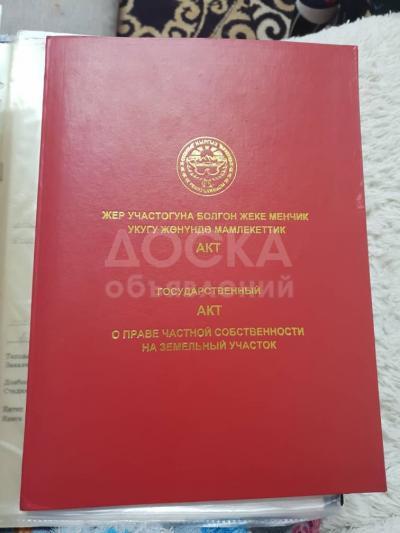 ЖЕР УЧАСТОГУНА БОЛГОН ЖЕКЕ МЕНЧИК
УКУГУ ЖӨНҮНДӨ МАМЛЕКЕТТИК
АКТ
ДОСКА
объявлений
ГОСУДАРСТВЕННЫЙ
АКТ
О ПРАВЕ ЧАСТНОЙ СОБСТВЕННОСТИ
НА ЗЕМЕЛЬНЫЙ УЧАСТОК